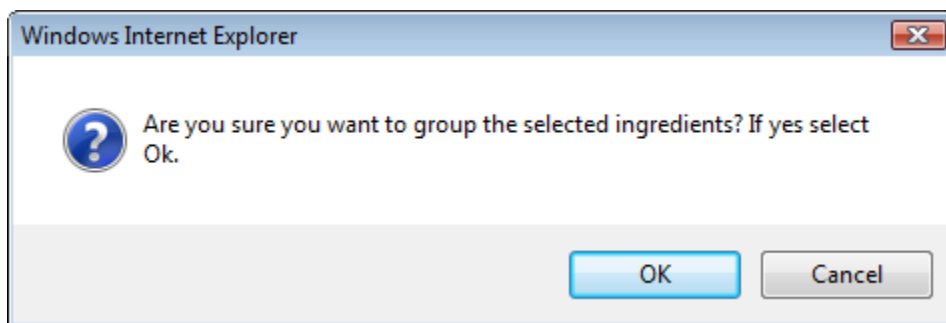 Windows Internet Explorer
Are you sure you want to group the selected ingredients? If yes select
Ok.
OK
Cancel